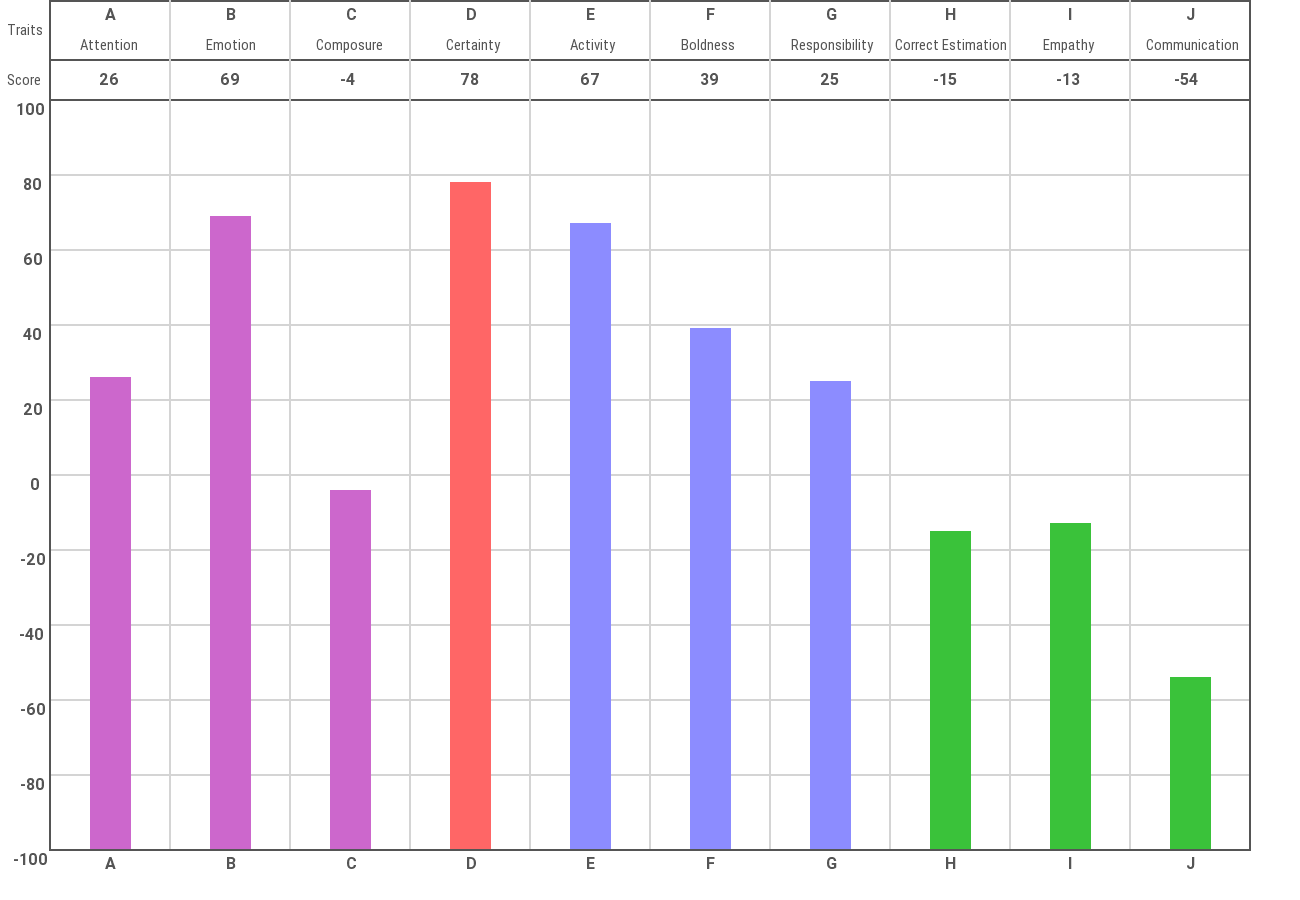 A B C D E F G H I J
Traits
Attention Emotion Composure Certainty Activity Boldness Responsibility Correct Estimation Empathy Communication
Score 26 69 -4 78 67 39 25 -15 -13 -54
100
80
60
40
20
0
-20
-40
-60
-80
-100
A B C D E F G H I J